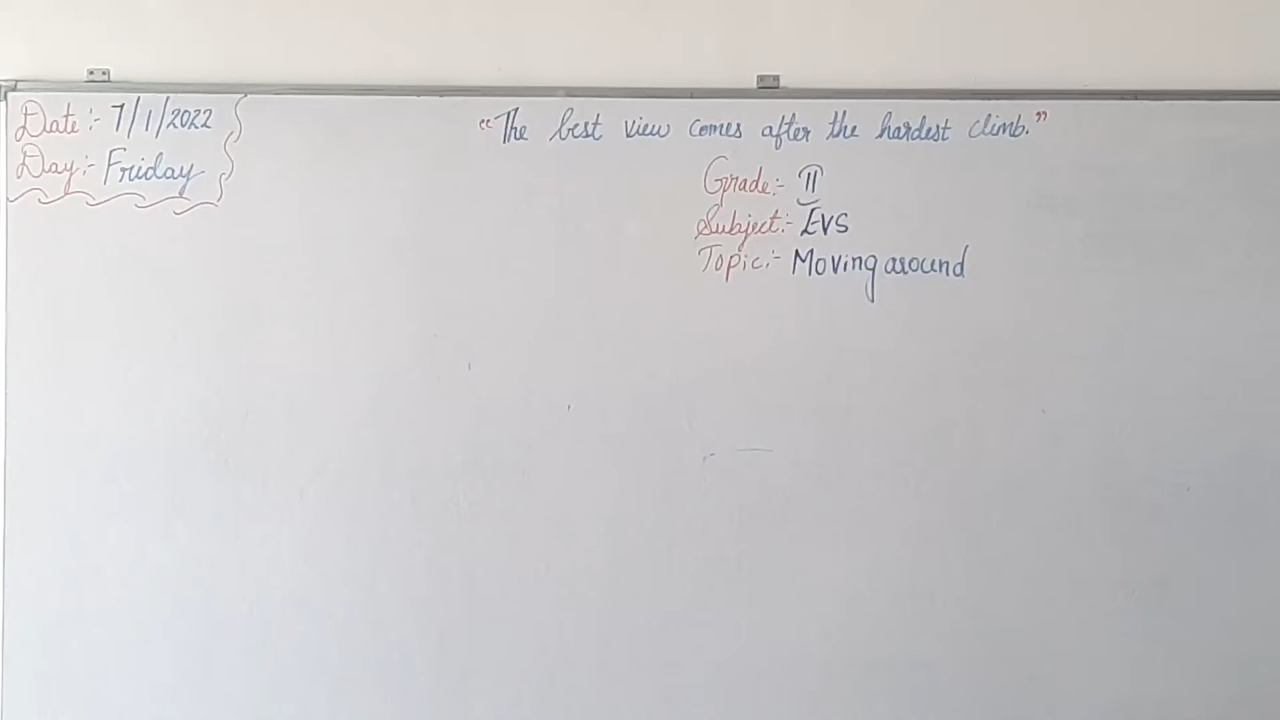 Date:- 7/1/2022
Day:- Friday
“The best view comes after the hardest climb.”
Grade:- II
Subject:- EVS
Topic:- Moving around